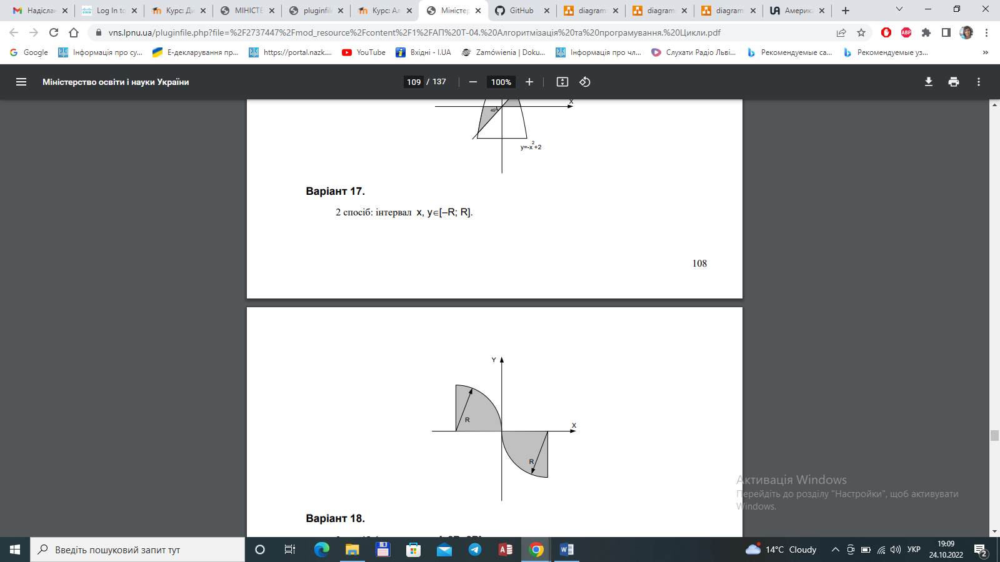 Надіслан
Log In to
Курс: Ди
МІНІСТЕ
pluginfile
Курс: Ал
Міністер
GitHub
diagram
diagram
diagram
Америка
vns.lpnu.ua/pluginfile.php?file=%2F2737447%2Fmod_resource%2Fcontent%2F1%2FАП%20Т-04.%20Алгоритмізація%20та%20програмування.%20Цикли.pdf
Google
Інформація про су...
Е-декларування пр...
https://portal.nazk....
YouTube
Вхідні - I.UA
Zamówienia | Doku...
Інформація про чл...
Слухати Радіо Льві...
Рекомендуемые са...
Рекомендуемые уз...
»
Міністерство освіти і науки України
109 / 137
100%
X
45°
y=-x²+2
Варіант 17.
2 спосіб: інтервал x, y∈[–R; R].
108
Y
R
X
R
Варіант 18.
Активація Windows
Перейдіть до розділу "Настройки", щоб активувати
Windows.
Введіть пошуковий запит тут
14°C Cloudy
УКР
19:09
24.10.2022
2